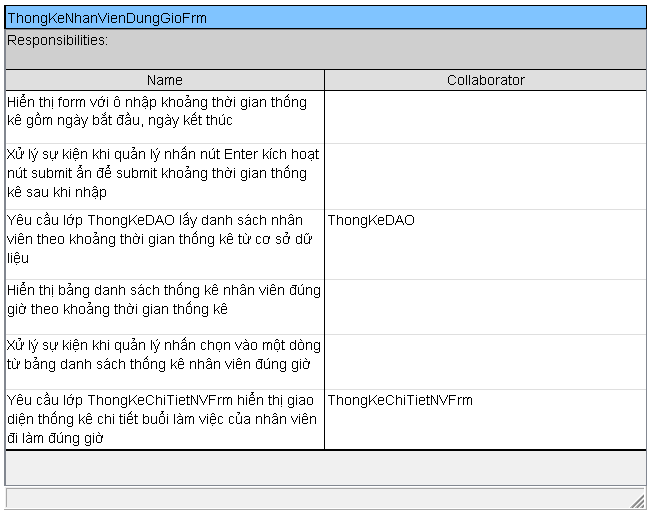 ThongKeNhanVienDungGioFrm
Responsibilities:
Name
Collaborator
Hiển thị form với ô nhập khoảng thời gian thống
kê gồm ngày bắt đầu, ngày kết thúc
Xử lý sự kiện khi quản lý nhấn nút Enter kích hoạt
nút submit ẩn để submit khoảng thời gian thống
kê sau khi nhập
Yêu cầu lớp ThongKeDAO lấy danh sách nhân
viên theo khoảng thời gian thống kê từ cơ sở dữ
liệu
ThongKeDAO
Hiển thị bảng danh sách thống kê nhân viên đúng
giờ theo khoảng thời gian thống kê
Xử lý sự kiện khi quản lý nhấn chọn vào một dòng
từ bảng danh sách thống kê nhân viên đúng giờ
Yêu cầu lớp ThongKeChiTietNVFrm hiển thị giao
diện thống kê chi tiết buổi làm việc của nhân viên
đi làm đúng giờ
ThongKeChiTietNVFrm